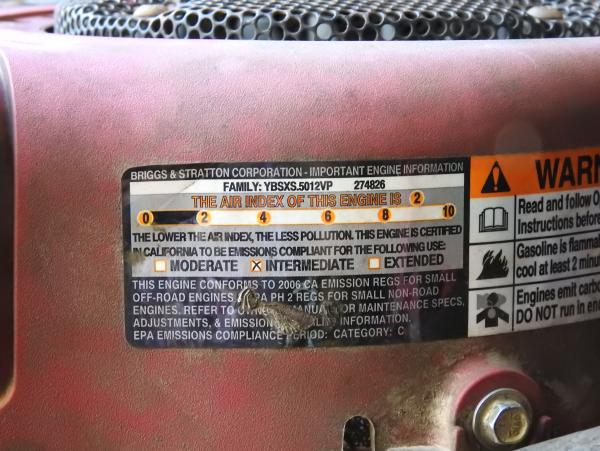 BRIGGS & STRATTON CORPORATION - IMPORTANT ENGINE INFORMATION
FAMILY: YBSXS.5012VP 274826
THE AIR INDEX OF THIS ENGINE IS 2
0 2 4 6 8 10
THE LOWER THE AIR INDEX, THE LESS POLLUTION. THIS ENGINE IS CERTIFIED
IN CALIFORNIA TO BE EMISSIONS COMPLIANT FOR THE FOLLOWING USE:
MODERATE INTERMEDIATE EXTENDED
THIS ENGINE CONFORMS TO 2006 CA EMISSION REGS FOR SMALL
OFF-ROAD ENGINES PA PH 2 REGS FOR SMALL NON-ROAD
ENGINES. REFER TO MANUAL FOR MAINTENANCE SPECS,
ADJUSTMENTS, & EMISSION INFORMATION.
EPA EMISSIONS COMPLIANCE PERIOD: CATEGORY: C
WARN
Read and follow O
Instructions before
Gasoline is flamma
cool at least 2 minut
Engines emit carbo
DO NOT run in en